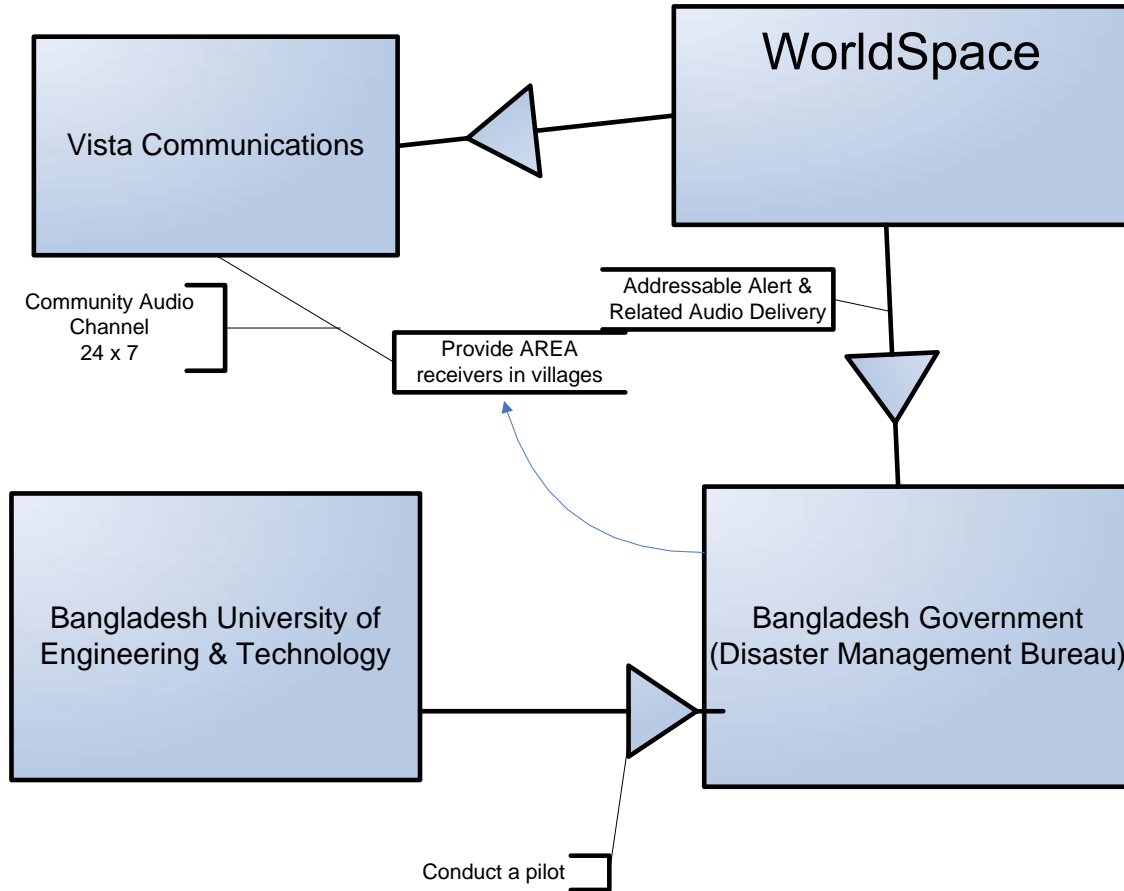 WorldSpace
Vista Communications
Community Audio
Channel
24 x 7
Addressable Alert &
Related Audio Delivery
Provide AREA
receivers in villages
Bangladesh University of
Engineering & Technology
Bangladesh Government
(Disaster Management Bureau)
Conduct a pilot